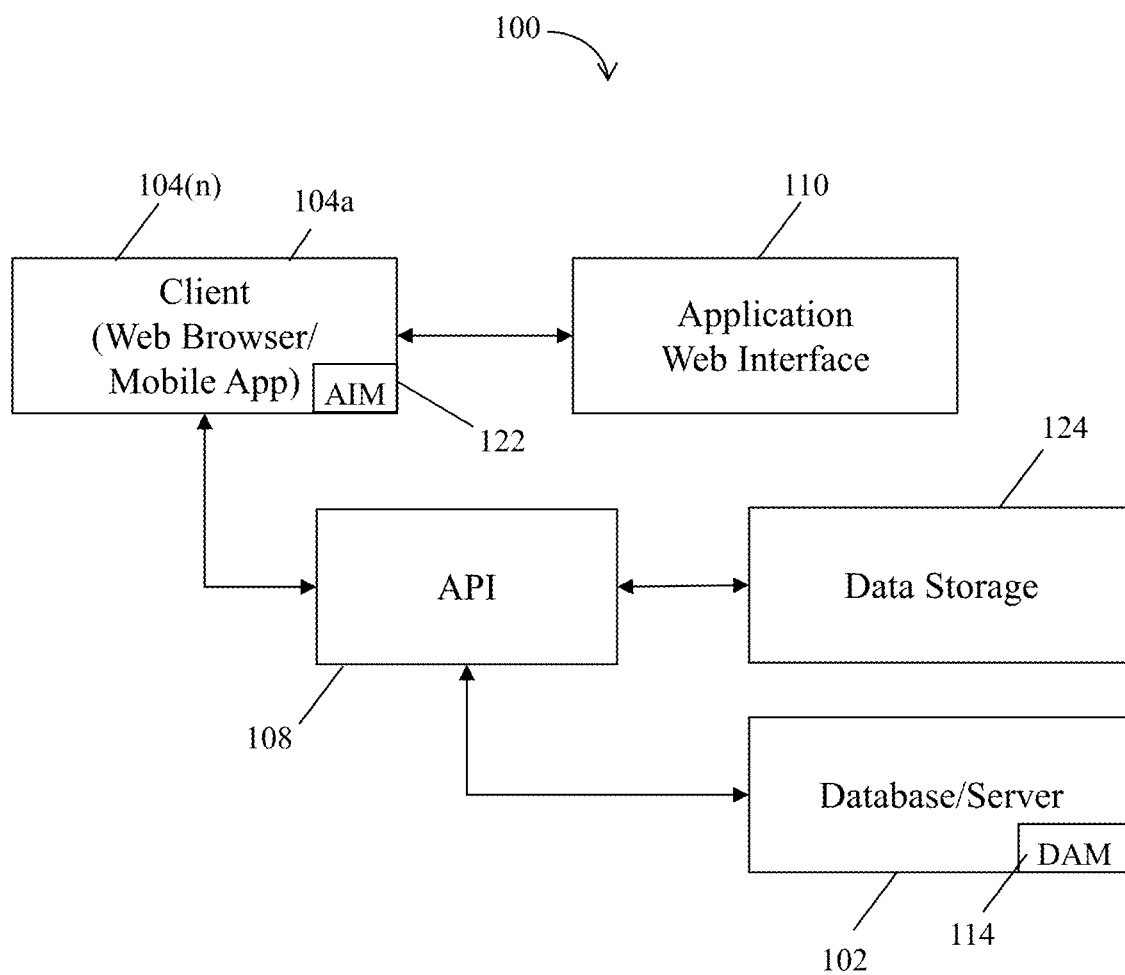 100
104(n)
104a
110
Client
(Web Browser/
Mobile App)
AIM
Application
Web Interface
122
124
API
Data Storage
108
Database/Server
DAM
102
114